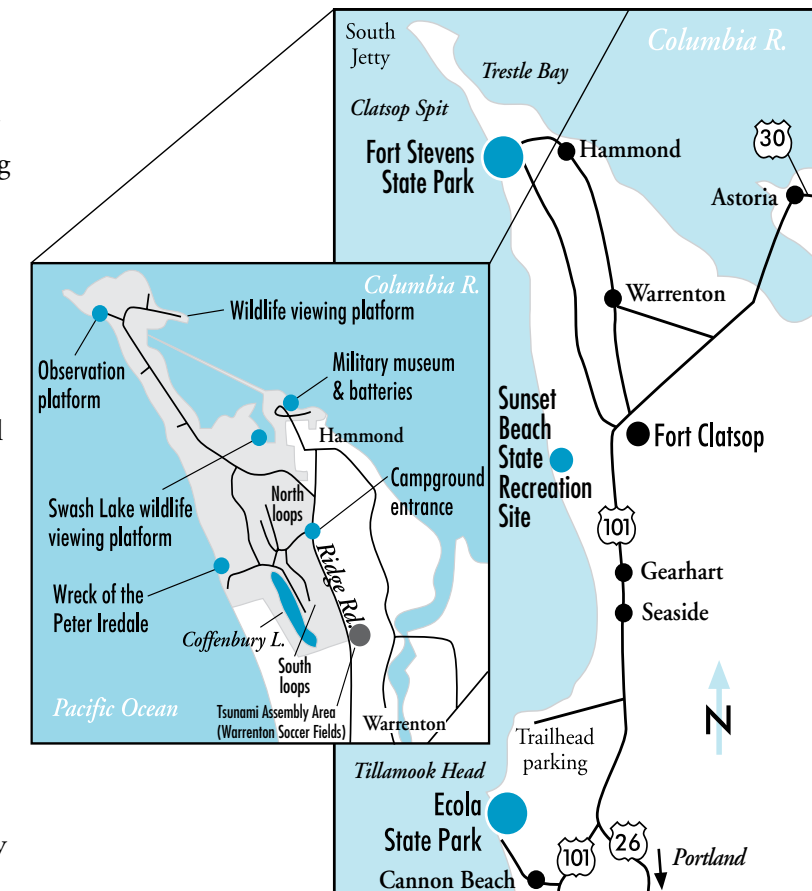 South
Jetty
Columbia R.
Trestle Bay
Clatsop Spit
Fort Stevens
State Park
Hammond
30
Astoria
g
Warrenton
Sunset
Beach
State
Recreation
Site
Fort Clatsop
101
Gearhart
Seaside
N
Trailhead
parking
Tillamook Head
Ecola
State Park
101
26
Portland
Cannon Beach
y
Columbia R.
Wildlife viewing platform
Observation
platform
Military museum
& batteries
Hammond
Swash Lake wildlife
viewing platform
North
loops
Campground
entrance
Ridge Rd.
Wreck of the
Peter Iredale
Coffenbury L.
South
loops
Pacific Ocean
Tsunami Assembly Area
(Warrenton Soccer Fields)
Warrenton